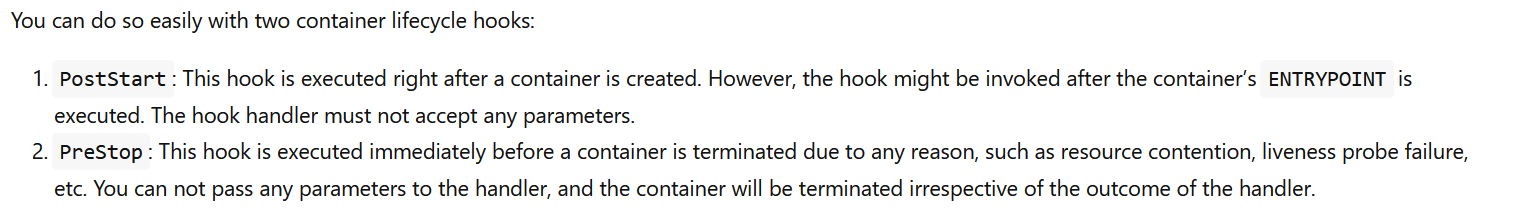 You can do so easily with two container lifecycle hooks:
1. PostStart: This hook is executed right after a container is created. However, the hook might be invoked after the container’s ENTRYPOINT is
executed. The hook handler must not accept any parameters.
2. PreStop: This hook is executed immediately before a container is terminated due to any reason, such as resource contention, liveness probe failure,
etc. You can not pass any parameters to the handler, and the container will be terminated irrespective of the outcome of the handler.